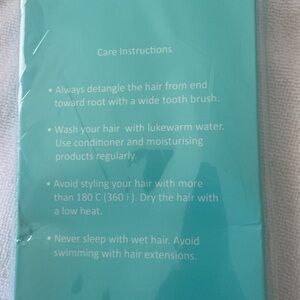 Care Instructions
• Always detangle the hair from end
toward root with a wide tooth brush.
• Wash your hair with lukewarm water.
Use conditioner and moisturising
products regularly.
• Avoid styling your hair with more
than 180 C (360 F). Dry the hair with
a low heat.
• Never sleep with wet hair. Avoid
swimming with hair extensions.